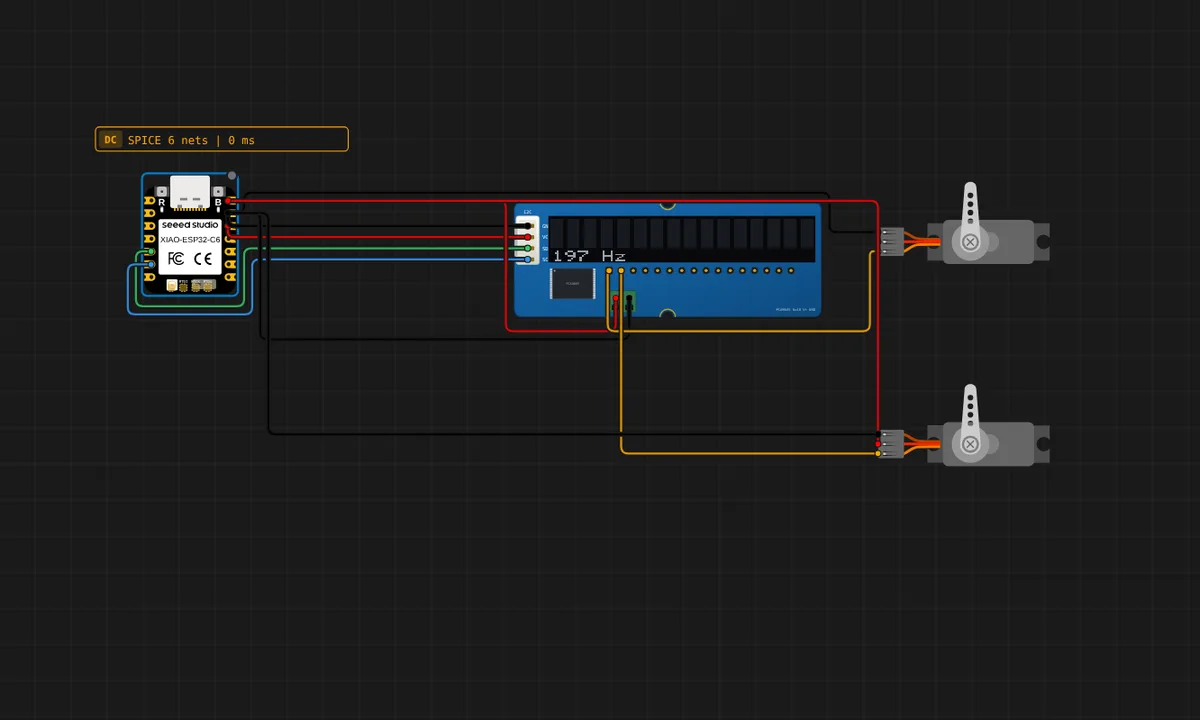 DC SPICE 6 nets | 0 ms
R B
seeed studio
XIAO-ESP32-C6
FC CE
I2C
197 Hz